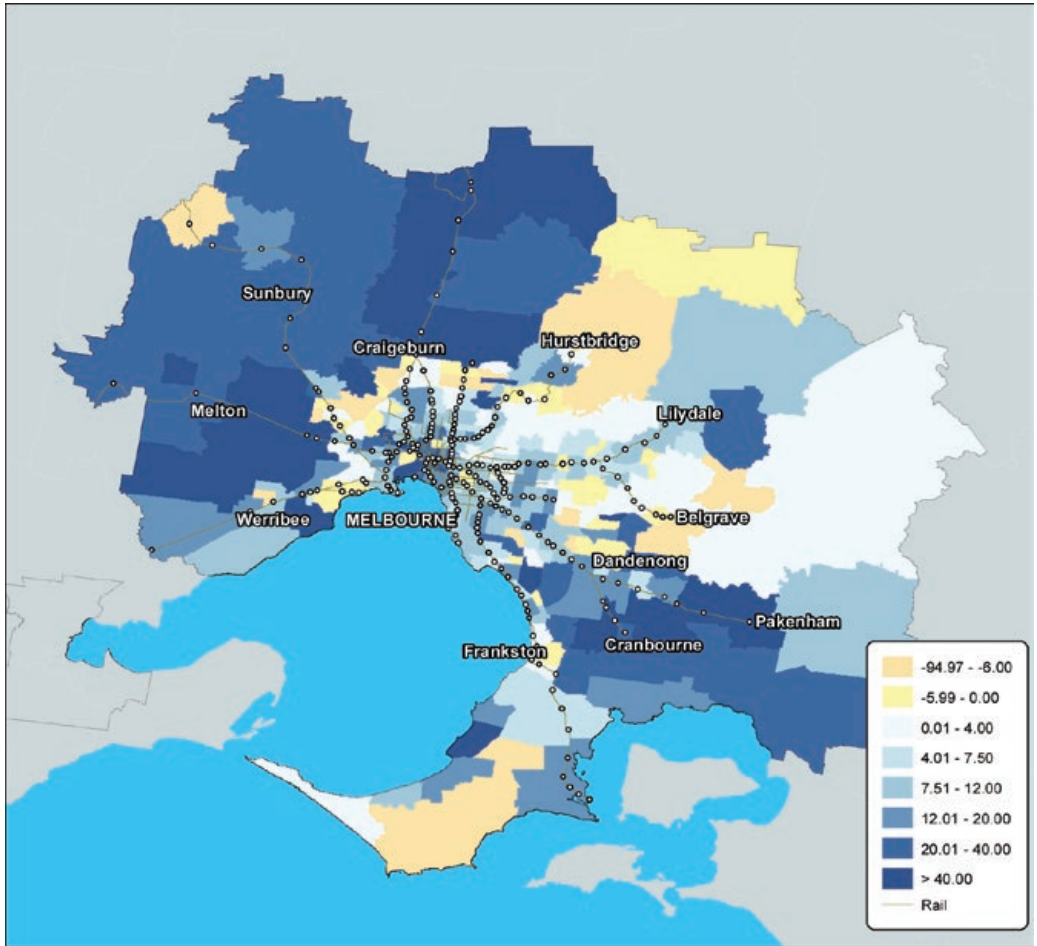 Sunbury
Craigeburn
Hurstbridge
Melton
Lilydale
Werribee
MELBOURNE
Belgrave
Dandenong
Pakenham
Cranbourne
Frankston
-94.97 - -6.00
-5.99 - 0.00
0.01 - 4.00
4.01 - 7.50
7.51 - 12.00
12.01 - 20.00
20.01 - 40.00
> 40.00
Rail